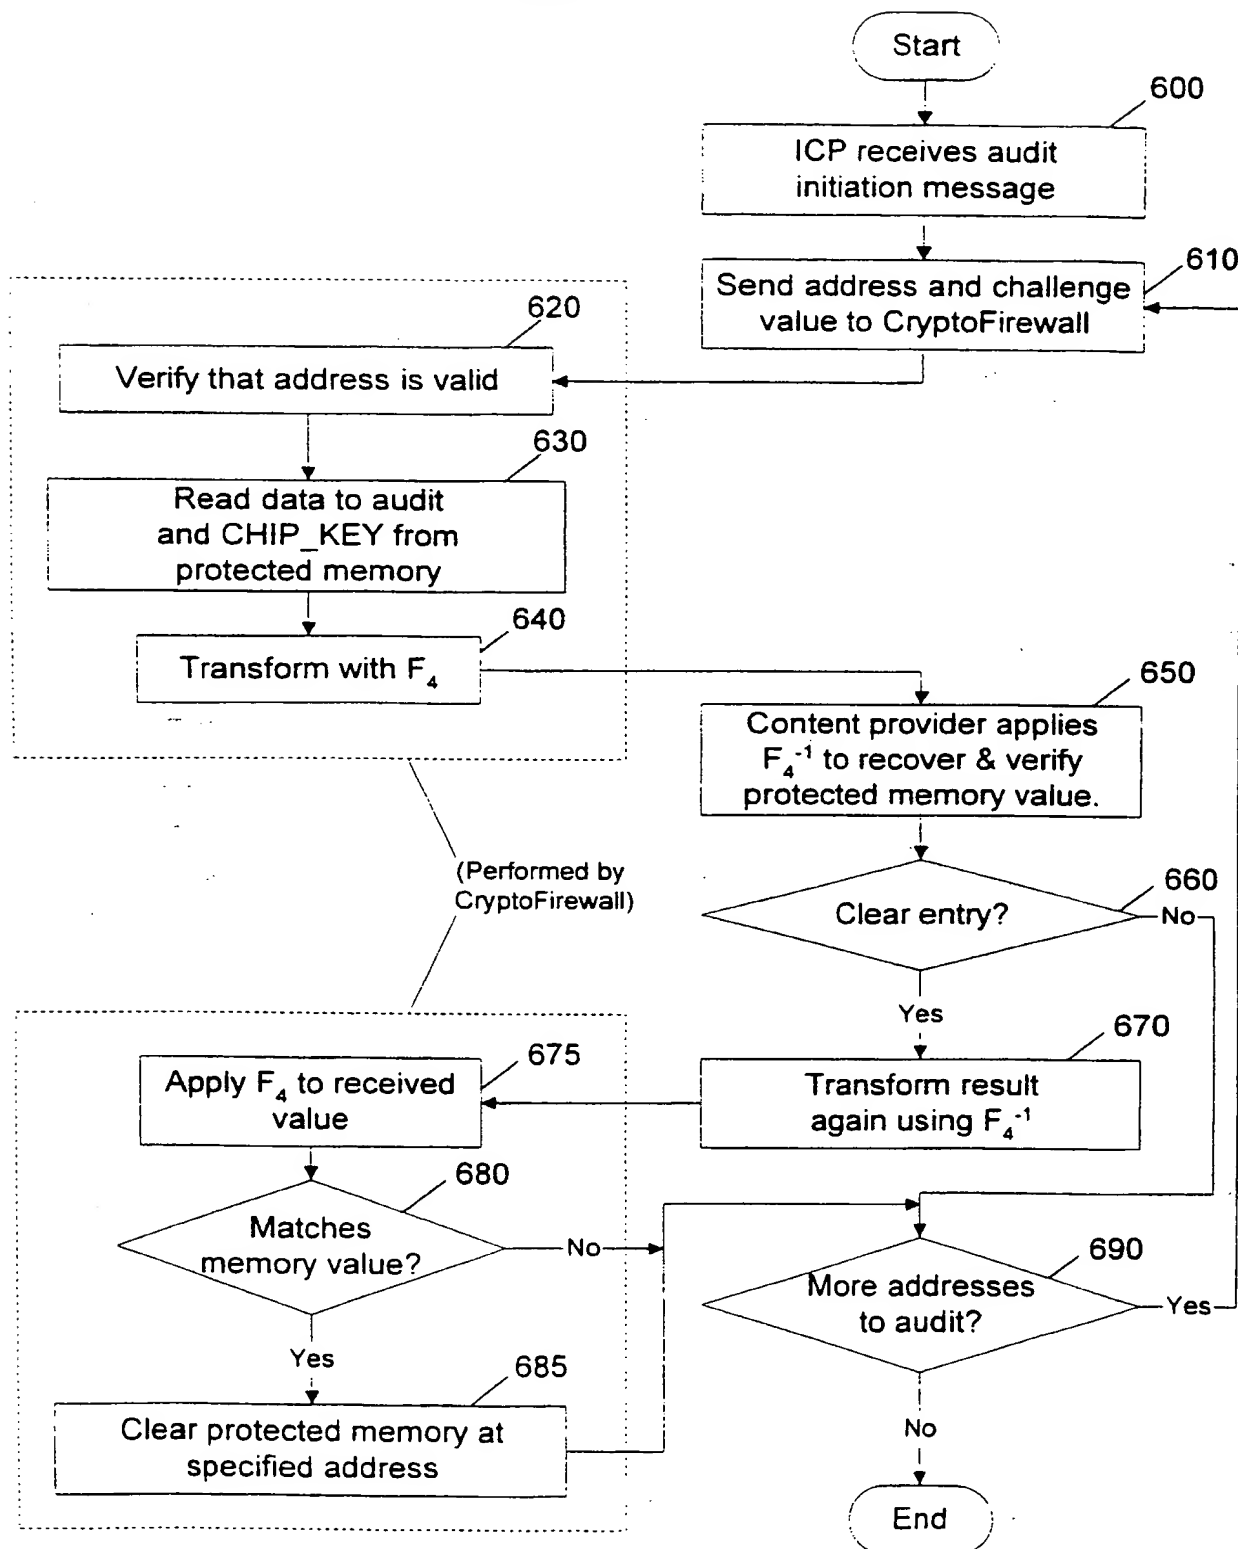 Start
600
ICP receives audit
initiation message
610
Send address and challenge
value to CryptoFirewall
620
Verify that address is valid
630
Read data to audit
and CHIP_KEY from
protected memory
640
Transform with F₄
650
Content provider applies
F₄⁻¹ to recover & verify
protected memory value.
(Performed by
CryptoFirewall)
660
Clear entry?
No
Yes
670
Transform result
again using F₄⁻¹
675
Apply F₄ to received
value
680
Matches
memory value?
No
Yes
685
Clear protected memory at
specified address
690
More addresses
to audit?
Yes
No
End